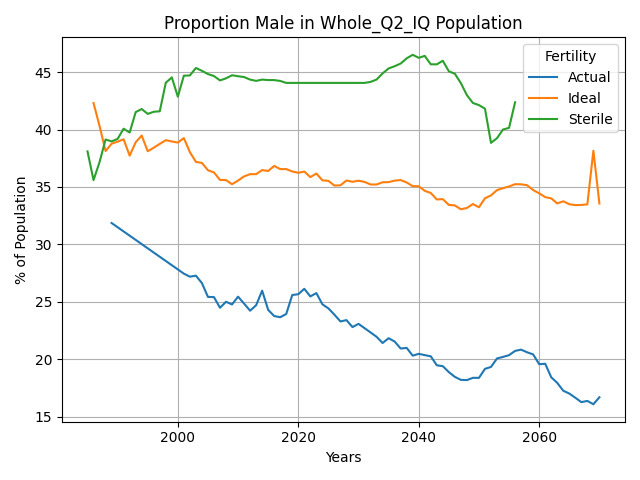 Proportion Male in Whole_Q2_IQ Population
% of Population
45
40
35
30
25
20
15
2000
2020
2040
2060
Years
Fertility
Actual
Ideal
Sterile